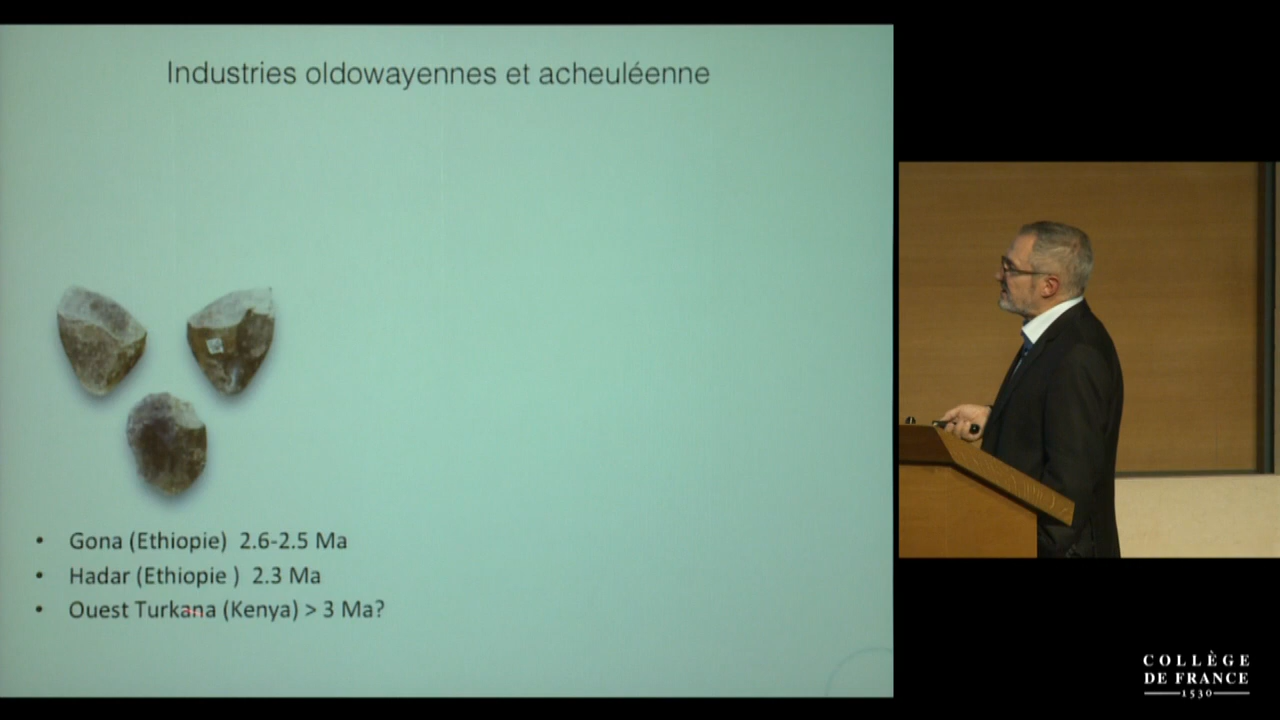 Industries oldowayennes et acheuléenne
• Gona (Ethiopie) 2.6-2.5 Ma
• Hadar (Ethiopie ) 2.3 Ma
• Ouest Turkana (Kenya) > 3 Ma?
COLLÈGE
DE FRANCE
1530